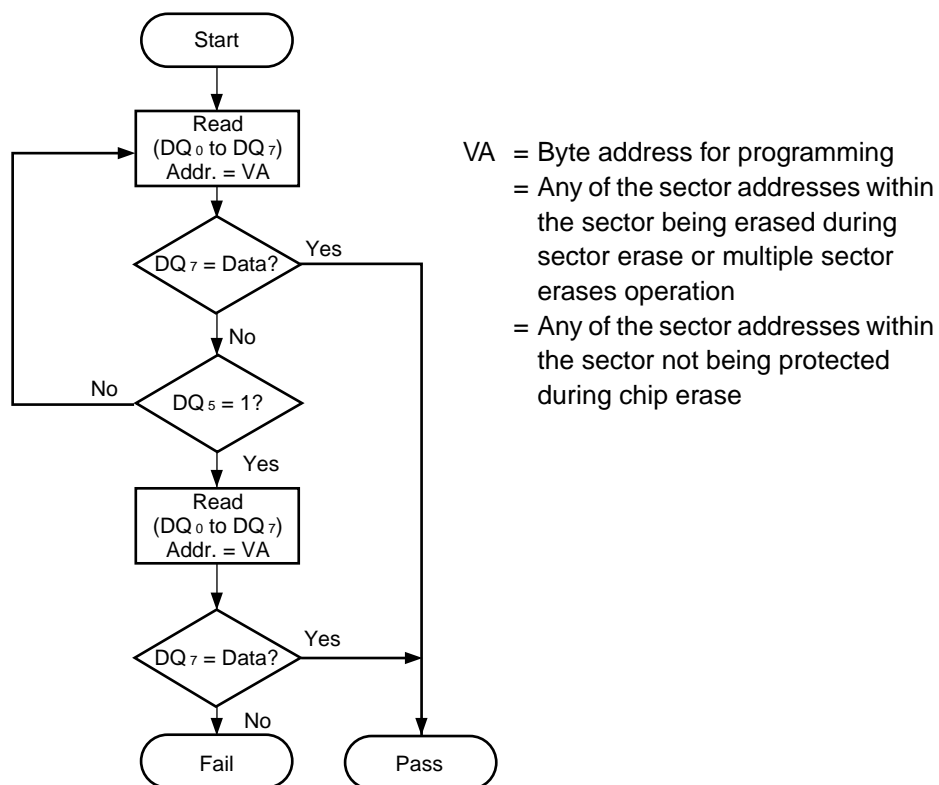 Start
Read
(DQ0 to DQ7)
Addr. = VA
DQ7 = Data?
Yes
No
DQ5 = 1?
No
Yes
Read
(DQ0 to DQ7)
Addr. = VA
DQ7 = Data?
Yes
No
Fail
Pass
VA = Byte address for programming
= Any of the sector addresses within
the sector being erased during
sector erase or multiple sector
erases operation
= Any of the sector addresses within
the sector not being protected
during chip erase